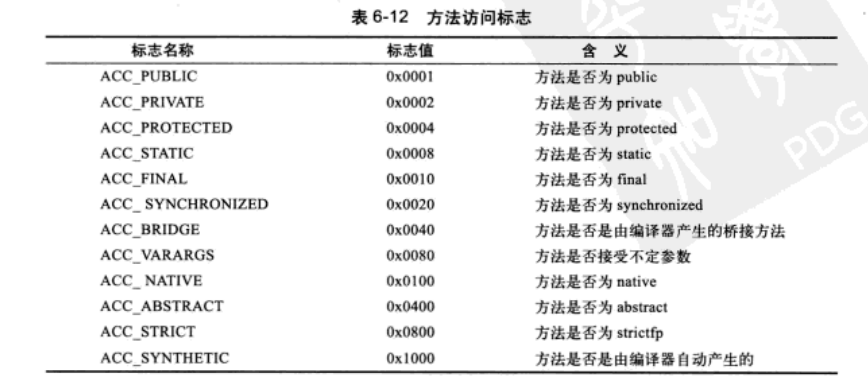 表 6-12 方法访问标志
标志名称 标志值 含 义
ACC_PUBLIC 0x0001 方法是否为 public
ACC_PRIVATE 0x0002 方法是否为 private
ACC_PROTECTED 0x0004 方法是否为 protected
ACC_STATIC 0x0008 方法是否为 static
ACC_FINAL 0x0010 方法是否为 final
ACC_ SYNCHRONIZED 0x0020 方法是否为 synchronized
ACC_BRIDGE 0x0040 方法是否是由编译器产生的桥接方法
ACC_VARARGS 0x0080 方法是否接受不定参数
ACC_ NATIVE 0x0100 方法是否为 native
ACC_ABSTRACT 0x0400 方法是否为 abstract
ACC_STRICT 0x0800 方法是否为 strictfp
ACC_SYNTHETIC 0x1000 方法是否是由编译器自动产生的
PDG